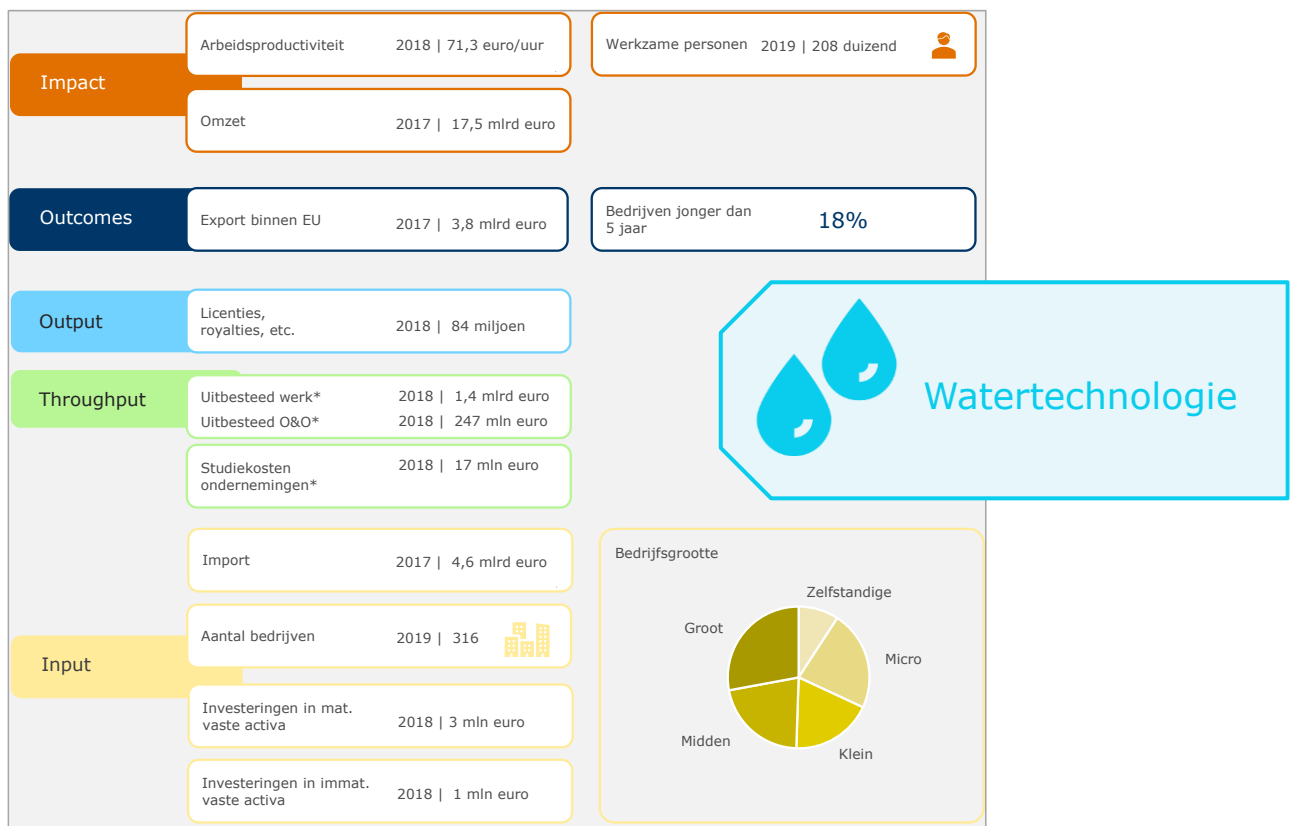 Impact
Arbeidsproductiviteit 2018 | 71,3 euro/uur
Werkzame personen 2019 | 208 duizend
Omzet 2017 | 17,5 mlrd euro
Outcomes
Export binnen EU 2017 | 3,8 mlrd euro
Bedrijven jonger dan
5 jaar
18%
Output
Licenties,
royalties, etc.
2018 | 84 miljoen
Throughput
Uitbesteed werk* 2018 | 1,4 mlrd euro
Uitbesteed O&O* 2018 | 247 mln euro
Studiekosten
ondernemingen*
2018 | 17 mln euro
Watertechnologie
Input
Import 2017 | 4,6 mlrd euro
Aantal bedrijven 2019 | 316
Investeringen in mat.
vaste activa
2018 | 3 mln euro
Investeringen in immat.
vaste activa
2018 | 1 mln euro
Bedrijfsgrootte
Zelfstandige
Groot
Micro
Midden
Klein